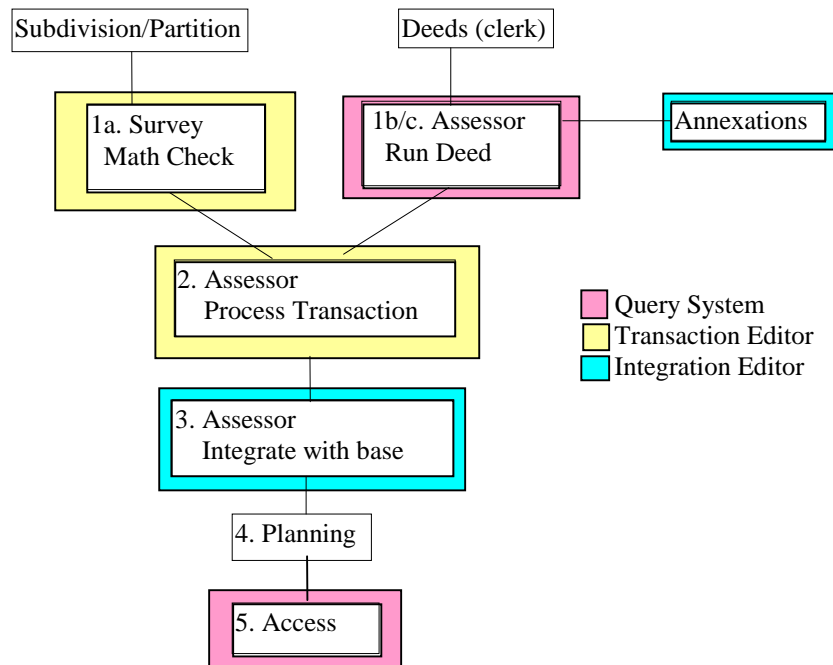 Subdivision/Partition
Deeds (clerk)
1a. Survey
Math Check
1b/c. Assessor
Run Deed
Annexations
2. Assessor
Process Transaction
Query System
Transaction Editor
Integration Editor
3. Assessor
Integrate with base
4. Planning
5. Access